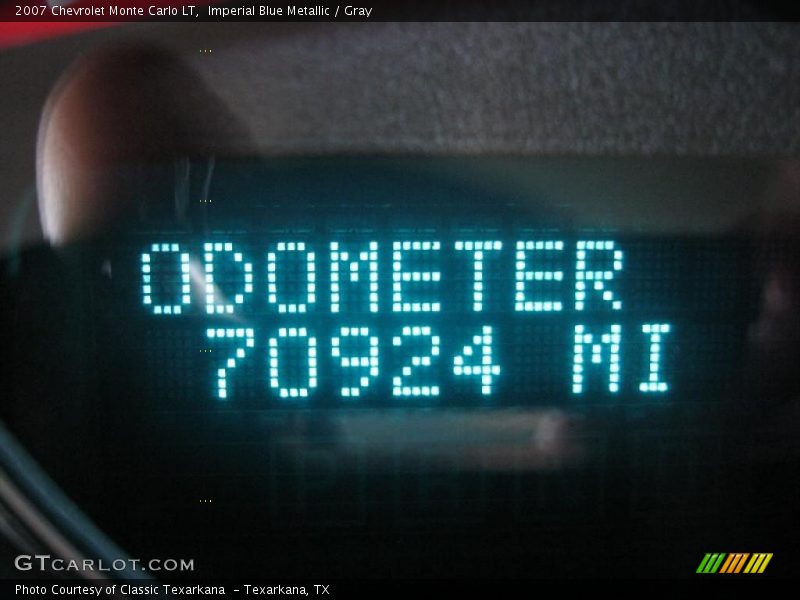 2007 Chevrolet Monte Carlo LT,  Imperial Blue Metallic / Gray
ODOMETER
70924 MI
GTCARLOT.COM
Photo Courtesy of Classic Texarkana  - Texarkana, TX